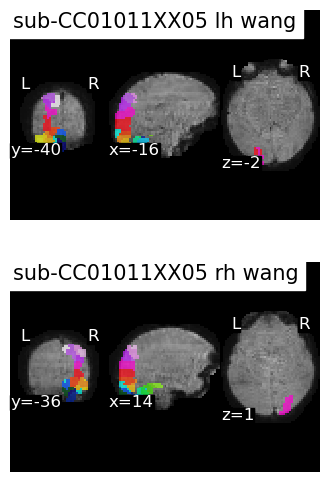 sub-CC01011XX05 lh wang
L R L R
y=-40 x=-16 z=-2
sub-CC01011XX05 rh wang
L R L R
y=-36 x=14 z=1